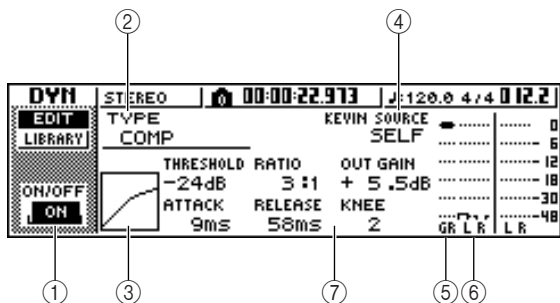 ② ④
DYN STEREO 00:00:22.973 ♩:120.0 4/4 012.2
EDIT TYPE KEVIN SOURCE 0
LIBRARY COMP SELF 6
THRESHOLD RATIO OUT GAIN 12
-24dB 3 :1 + 5 .5dB 18
ON/OFF ATTACK RELEASE KNEE 30
ON 9ms 58ms 2 48
GR L R L R
① ③ ⑦ ⑤ ⑥